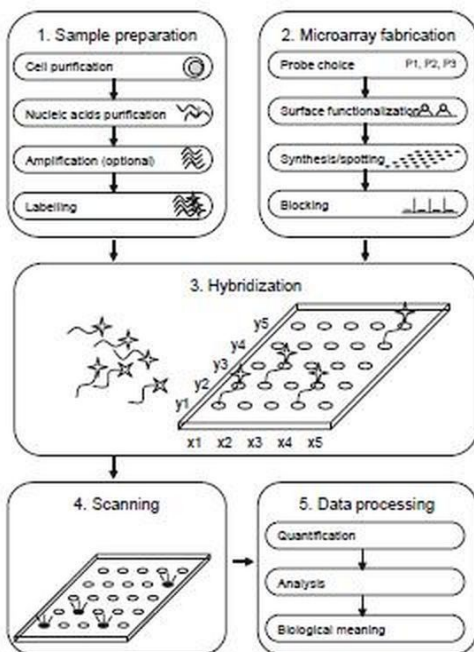 1. Sample preparation
Cell purification
Nucleic acids purification
Amplification (optional)
Labelling
2. Microarray fabrication
Probe choice P1, P2, P3
Surface functionalization
Synthesis/spotting
Blocking
3. Hybridization
y5
y4
y3
y2
y1
x1 x2 x3 x4 x5
4. Scanning
5. Data processing
Quantification
Analysis
Biological meaning